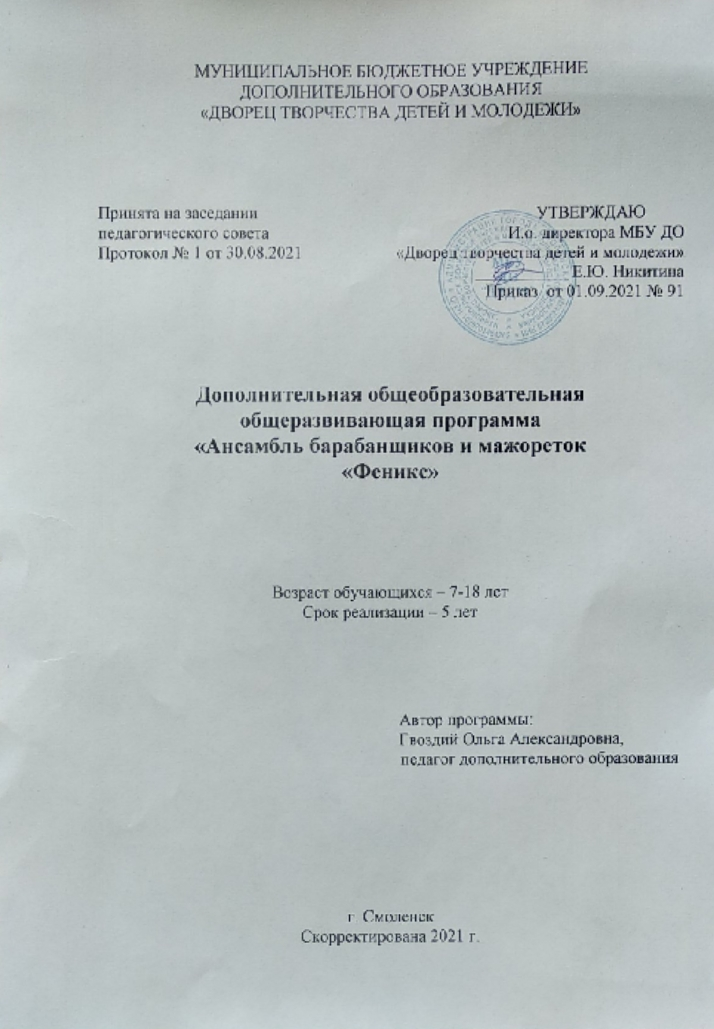 МУНИЦИПАЛЬНОЕ БЮДЖЕТНОЕ УЧРЕЖДЕНИЕ
ДОПОЛНИТЕЛЬНОГО ОБРАЗОВАНИЯ
«ДВОРЕЦ ТВОРЧЕСТВА ДЕТЕЙ И МОЛОДЕЖИ»
Принята на заседании
педагогического совета
Протокол № 1 от 30.08.2021
УТВЕРЖДАЮ
И.о. директора МБУ ДО
«Дворец творчества детей и молодежи»
Е.Ю. Никитина
Приказ от 01.09.2021 № 91
Дополнительная общеобразовательная
общеразвивающая программа
«Ансамбль барабанщиков и мажореток
«Феникс»
Возраст обучающихся – 7-18 лет
Срок реализации – 5 лет
Автор программы:
Гвоздий Ольга Александровна,
педагог дополнительного образования
г. Смоленск
Скорректирована 2021 г.